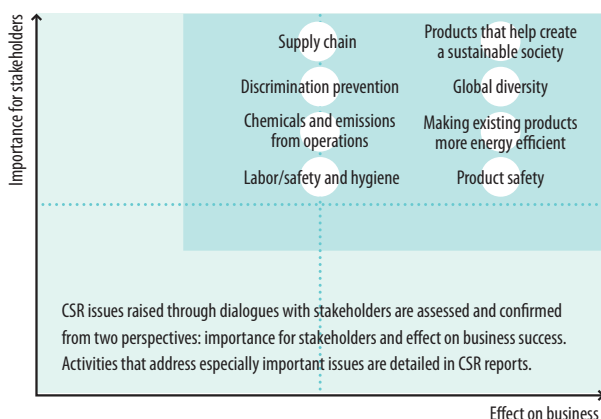 Importance for stakeholders
Supply chain
Products that help create
a sustainable society
Discrimination prevention
Global diversity
Chemicals and emissions
from operations
Making existing products
more energy efficient
Labor/safety and hygiene
Product safety
CSR issues raised through dialogues with stakeholders are assessed and confirmed
from two perspectives: importance for stakeholders and effect on business success.
Activities that address especially important issues are detailed in CSR reports.
Effect on business